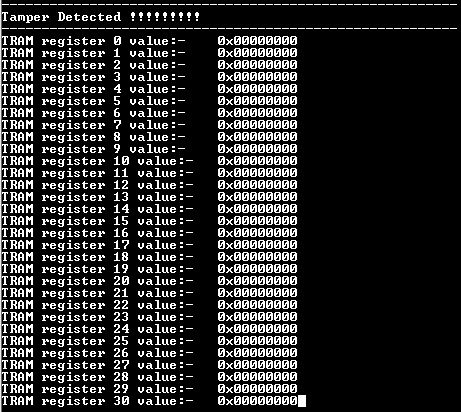 Tamper Detected !!!!!!!!!
TRAM register 0 value:-    0x00000000
TRAM register 1 value:-    0x00000000
TRAM register 2 value:-    0x00000000
TRAM register 3 value:-    0x00000000
TRAM register 4 value:-    0x00000000
TRAM register 5 value:-    0x00000000
TRAM register 6 value:-    0x00000000
TRAM register 7 value:-    0x00000000
TRAM register 8 value:-    0x00000000
TRAM register 9 value:-    0x00000000
TRAM register 10 value:-   0x00000000
TRAM register 11 value:-   0x00000000
TRAM register 12 value:-   0x00000000
TRAM register 13 value:-   0x00000000
TRAM register 14 value:-   0x00000000
TRAM register 15 value:-   0x00000000
TRAM register 16 value:-   0x00000000
TRAM register 17 value:-   0x00000000
TRAM register 18 value:-   0x00000000
TRAM register 19 value:-   0x00000000
TRAM register 20 value:-   0x00000000
TRAM register 21 value:-   0x00000000
TRAM register 22 value:-   0x00000000
TRAM register 23 value:-   0x00000000
TRAM register 24 value:-   0x00000000
TRAM register 25 value:-   0x00000000
TRAM register 26 value:-   0x00000000
TRAM register 27 value:-   0x00000000
TRAM register 28 value:-   0x00000000
TRAM register 29 value:-   0x00000000
TRAM register 30 value:-   0x00000000